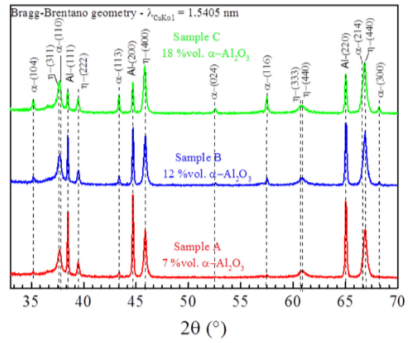 Bragg-Brentano geometry - λCuKα1 = 1.5405 nm
α-(104)
η-(311)
α-(110)
Al-(111)
η-(222)
α-(113)
Al-(200)
η-(400)
α-(024)
α-(116)
η-(333)
η-(440)
Al-(220)
α-(214)
η-(440)
α-(300)
Sample C
18 %vol. α-Al2O3
Sample B
12 %vol. α-Al2O3
Sample A
7 %vol. α-Al2O3
35 40 45 50 55 60 65 70
2θ (°)